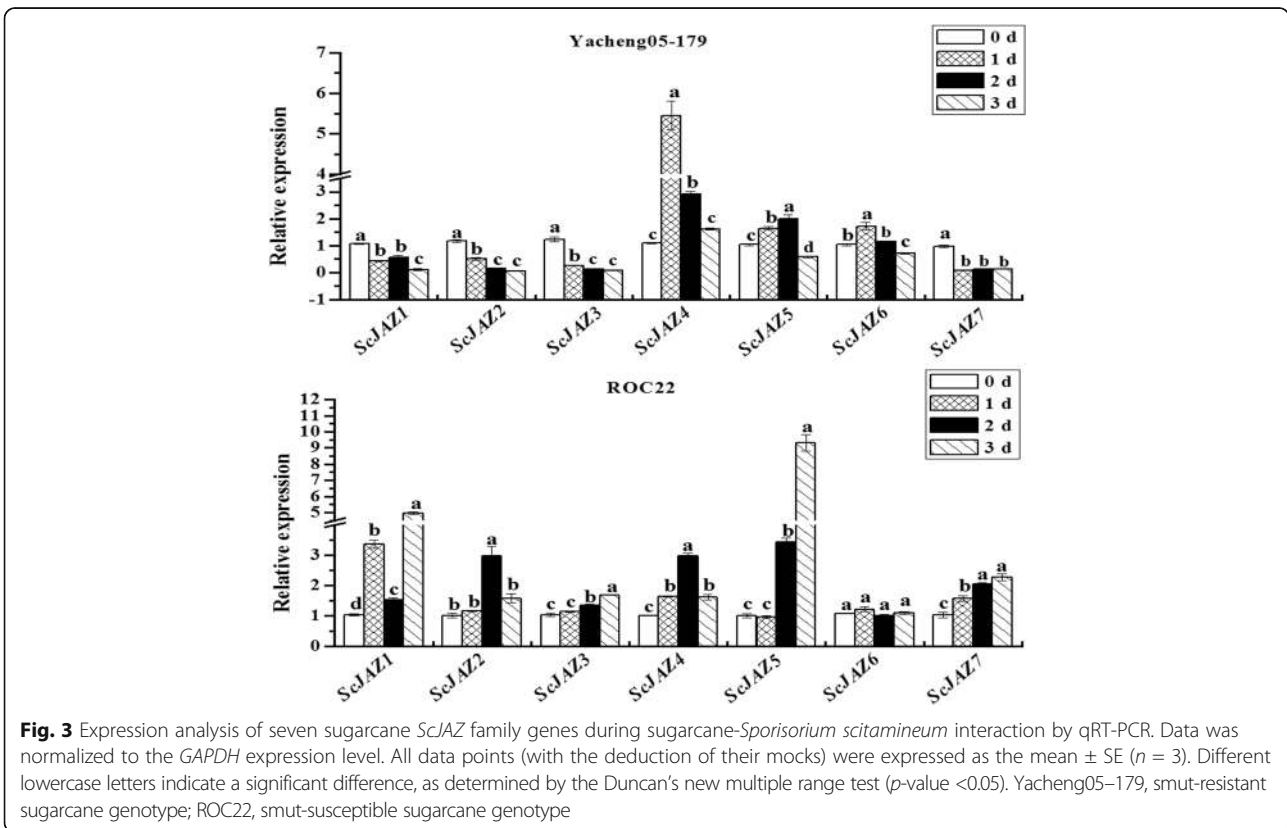 Yacheng05-179
0 d
1 d
2 d
3 d
Relative expression
7
6
5
4
3
2
1
0
-1
a b b c
a b c c
a b c c
c a b c
c b a d
b a b c
a b b b
ScJAZ1 ScJAZ2 ScJAZ3 ScJAZ4 ScJAZ5 ScJAZ6 ScJAZ7
ROC22
0 d
1 d
2 d
3 d
Relative expression
12
11
10
9
8
7
6
5
3
2
1
0
d b c a
b b a b
c c b a
c b a b
c c b a
a a a a
c b a a
ScJAZ1 ScJAZ2 ScJAZ3 ScJAZ4 ScJAZ5 ScJAZ6 ScJAZ7
Fig. 3 Expression analysis of seven sugarcane ScJAZ family genes during sugarcane-Sporisorium scitamineum interaction by qRT-PCR. Data was
normalized to the GAPDH expression level. All data points (with the deduction of their mocks) were expressed as the mean ± SE (n = 3). Different
lowercase letters indicate a significant difference, as determined by the Duncan's new multiple range test (p-value <0.05). Yacheng05–179, smut-resistant
sugarcane genotype; ROC22, smut-susceptible sugarcane genotype